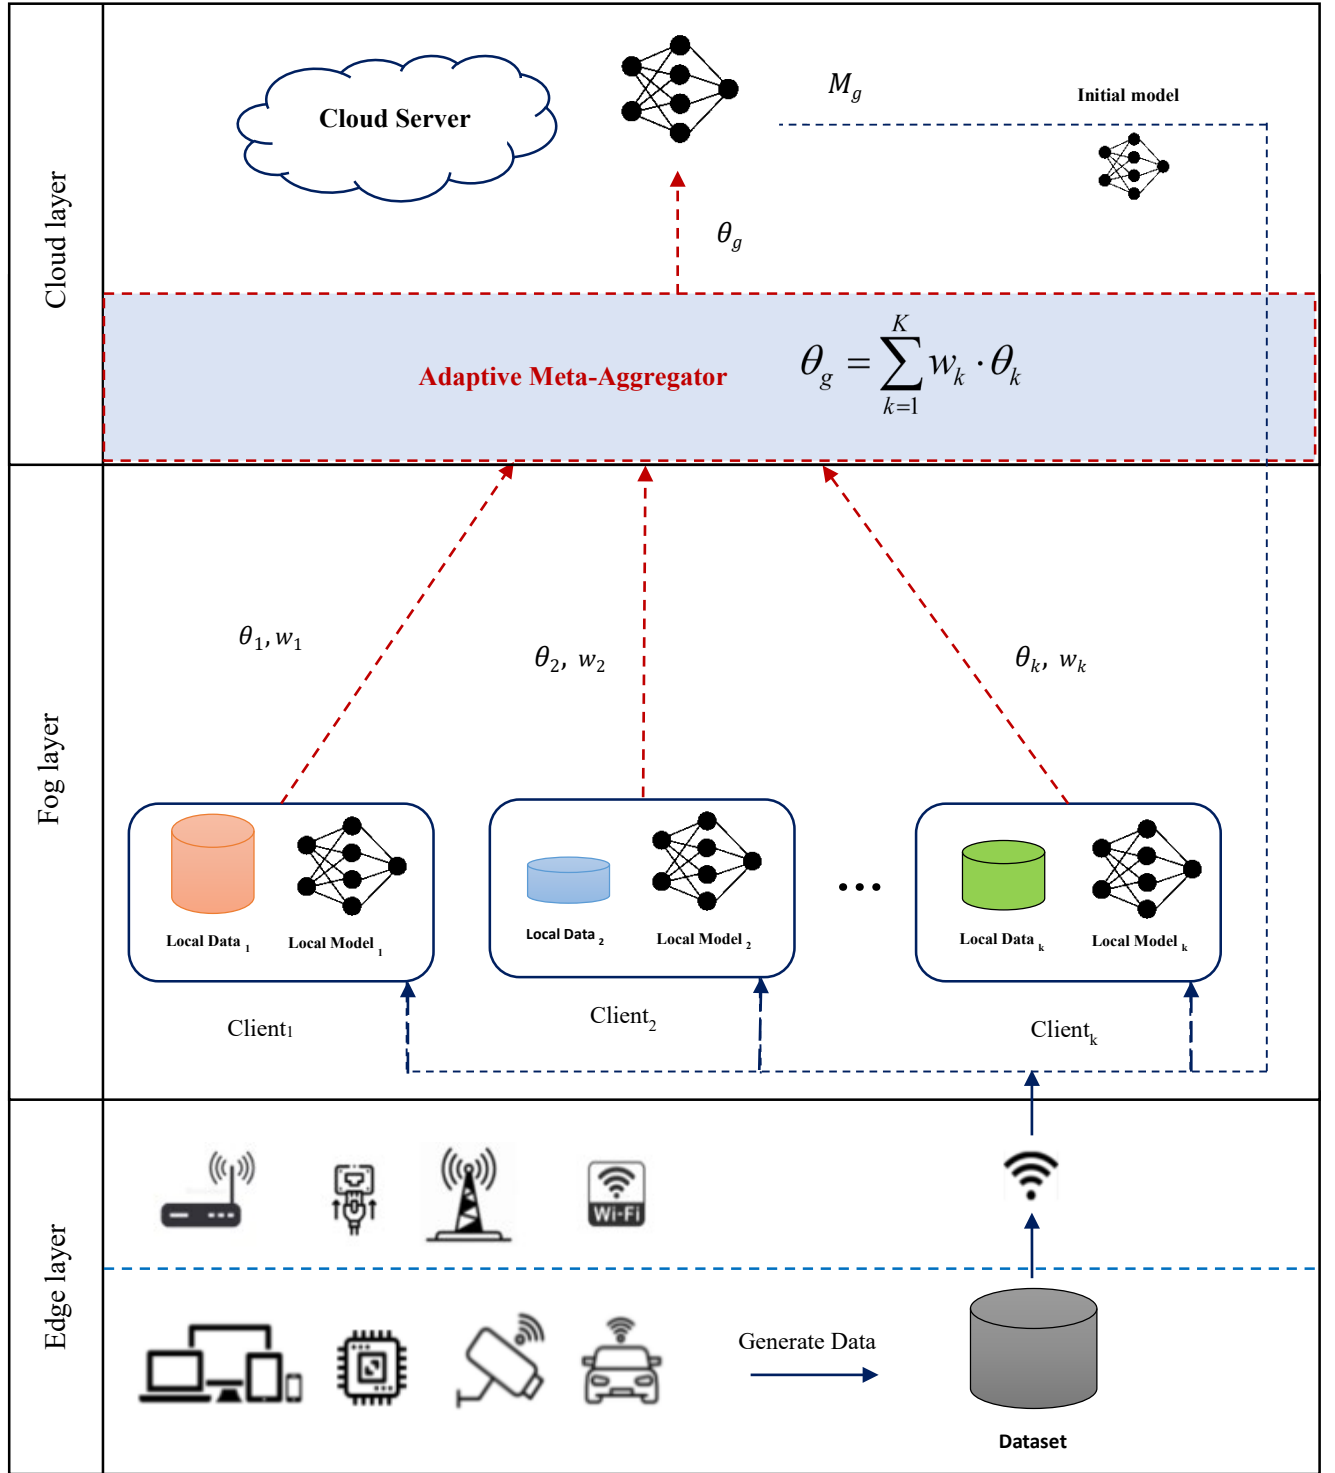 Cloud layer
Cloud Server
M_g
Initial model
θ_g
Adaptive Meta-Aggregator
θ_g = ∑_{k=1}^{K} w_k · θ_k
Fog layer
θ_1, w_1
θ_2, w_2
θ_k, w_k
Local Data 1
Local Model 1
Local Data 2
Local Model 2
...
Local Data k
Local Model k
Client1
Client2
Clientk
Edge layer
Wi-Fi
Generate Data
Dataset